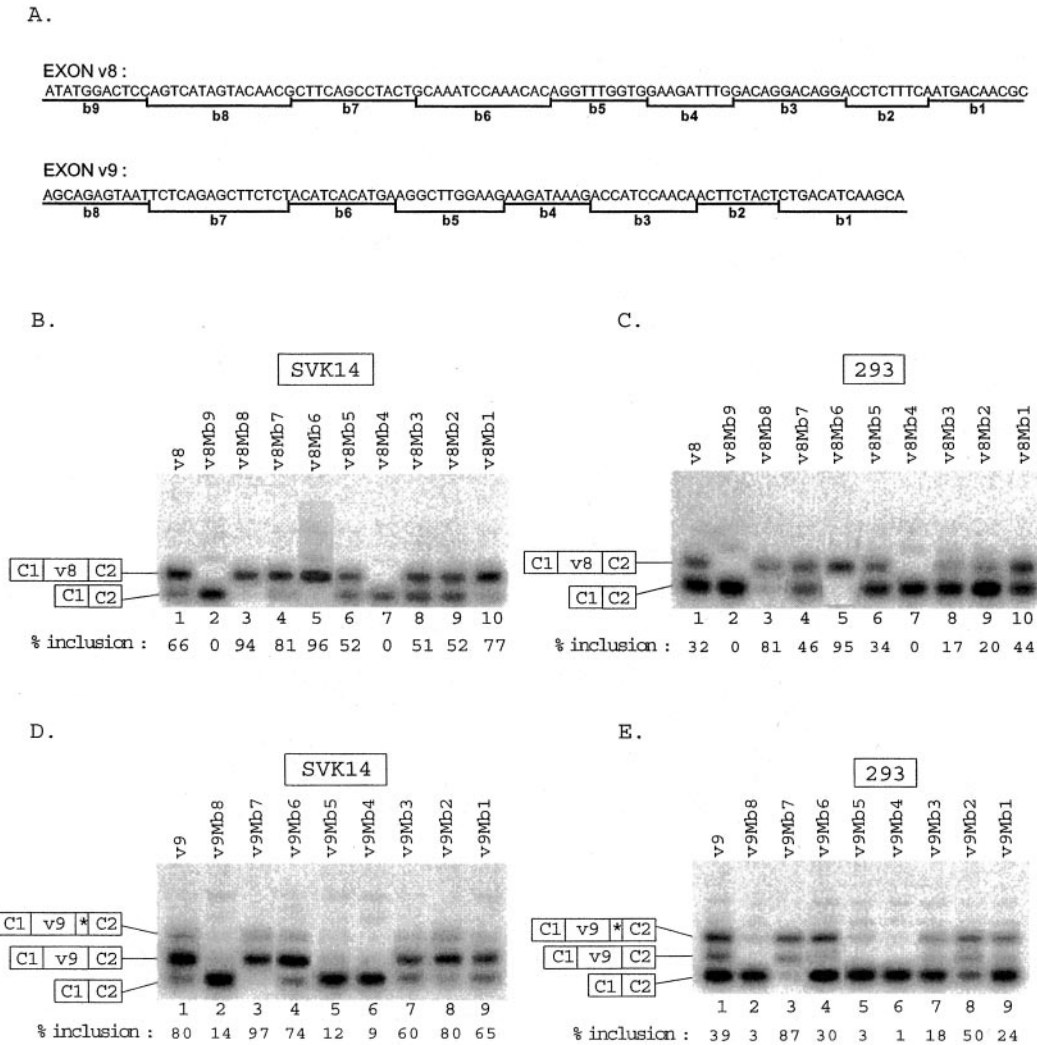 A.
EXON v8 :
ATATGGACTCCAGTCATAGTACAACGCTTCAGCCTACTGCAAATCCAAACACAGGTTTGGTGGAAGATTTGGACAGGACAGGACCTCTTTCAATGACAACGC
b9 b8 b7 b6 b5 b4 b3 b2 b1
EXON v9 :
AGCAGAGTAATTCTCAGAGCTTCTCTACATCACATGAAGGCTTGGAAGAAGATAAAGACCATCCAACAACTTCTACTCTGACATCAAGCA
b8 b7 b6 b5 b4 b3 b2 b1
B.
SVK14
v8 v8Mb9 v8Mb8 v8Mb7 v8Mb6 v8Mb5 v8Mb4 v8Mb3 v8Mb2 v8Mb1
C1 v8 C2
C1 C2
1 2 3 4 5 6 7 8 9 10
% inclusion : 66 0 94 81 96 52 0 51 52 77
C.
293
v8 v8Mb9 v8Mb8 v8Mb7 v8Mb6 v8Mb5 v8Mb4 v8Mb3 v8Mb2 v8Mb1
C1 v8 C2
C1 C2
1 2 3 4 5 6 7 8 9 10
% inclusion : 32 0 81 46 95 34 0 17 20 44
D.
SVK14
v9 v9Mb8 v9Mb7 v9Mb6 v9Mb5 v9Mb4 v9Mb3 v9Mb2 v9Mb1
C1 v9 * C2
C1 v9 C2
C1 C2
1 2 3 4 5 6 7 8 9
% inclusion : 80 14 97 74 12 9 60 80 65
E.
293
v9 v9Mb8 v9Mb7 v9Mb6 v9Mb5 v9Mb4 v9Mb3 v9Mb2 v9Mb1
C1 v9 * C2
C1 v9 C2
C1 C2
1 2 3 4 5 6 7 8 9
% inclusion : 39 3 87 30 3 1 18 50 24